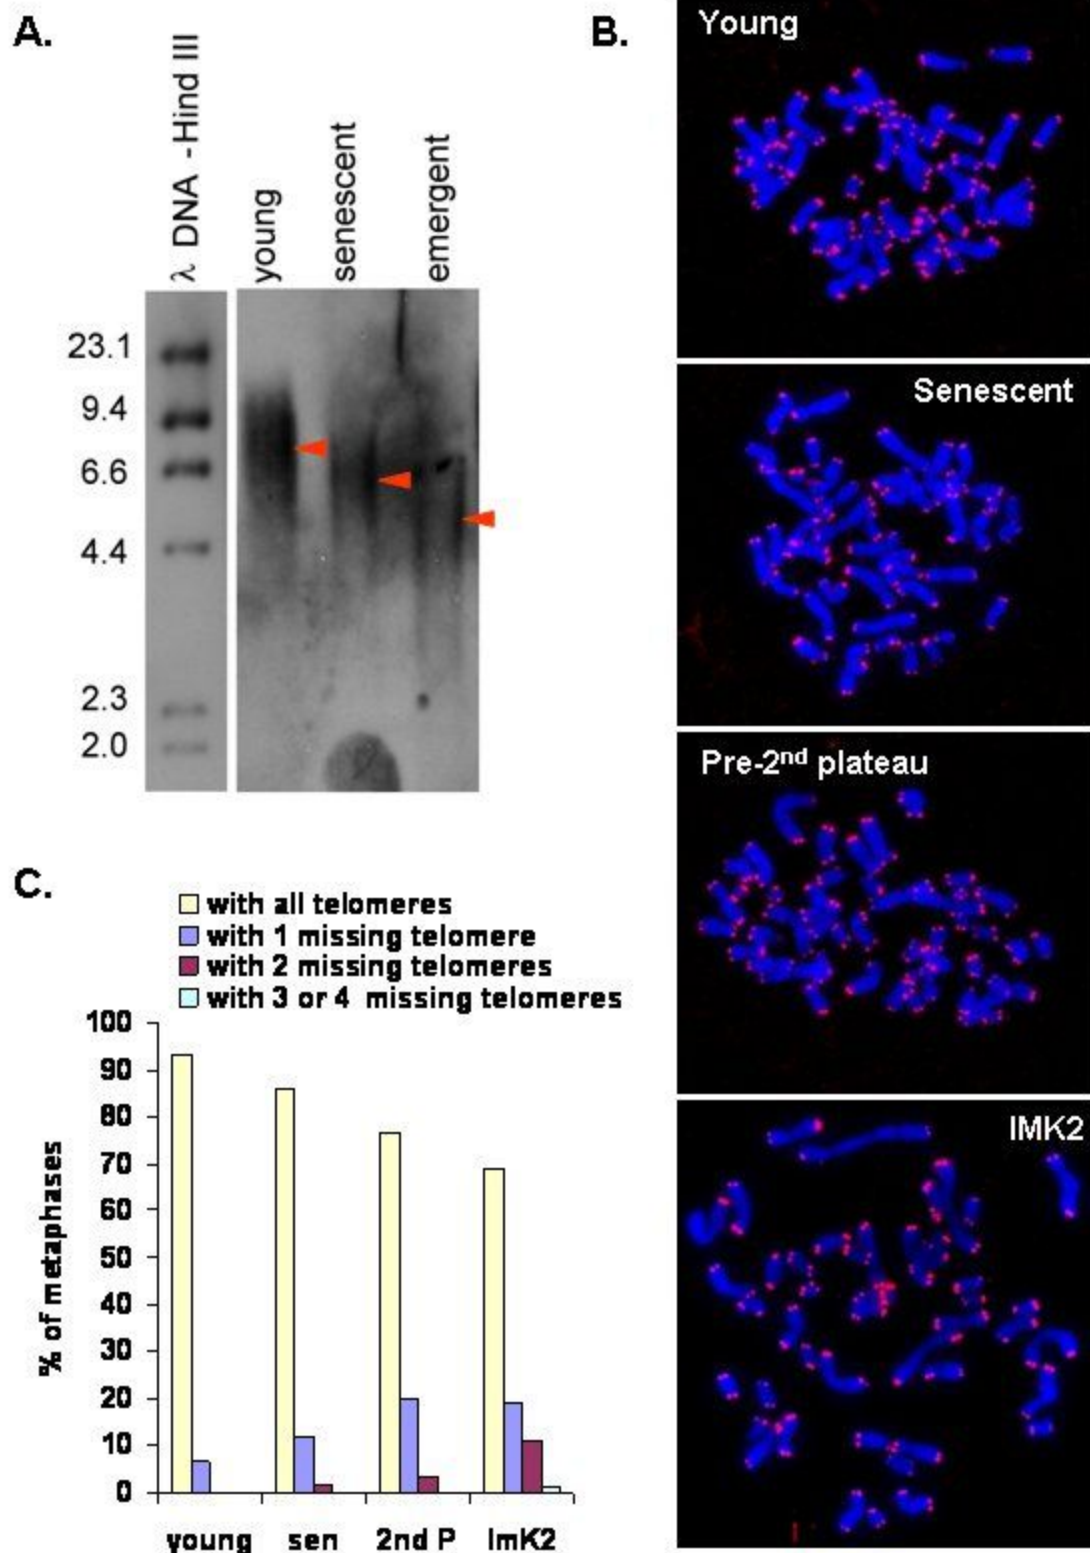 A.
λ DNA - Hind III
young
senescent
emergent
23.1
9.4
6.6
4.4
2.3
2.0
B.
Young
Senescent
Pre-2nd plateau
IMK2
C.
with all telomeres
with 1 missing telomere
with 2 missing telomeres
with 3 or 4 missing telomeres
% of metaphases
100
90
80
70
60
50
40
30
20
10
0
young sen 2nd P ImK2